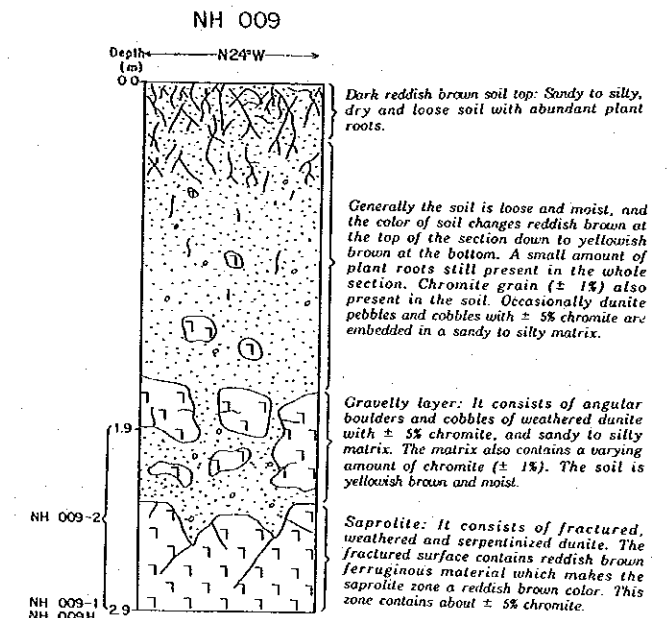 NH 009
Depth
(m)
N24°W
0.0
Dark reddish brown soil top: Sandy to silty,
dry and loose soil with abundant plant
roots.
Generally the soil is loose and moist, and
the color of soil changes reddish brown at
the top of the section down to yellowish
brown at the bottom. A small amount of
plant roots still present in the whole
section. Chromite grain (± 1%) also
present in the soil. Occasionally dunite
pebbles and cobbles with ± 5% chromite are
embedded in a sandy to silty matrix.
Gravelly layer: It consists of angular
boulders and cobbles of weathered dunite
with ± 5% chromite, and sandy to silty
matrix. The matrix also contains a varying
amount of chromite (± 1%). The soil is
yellowish brown and moist.
1.9
NH 009-2
Saprolite: It consists of fractured,
weathered and serpentinized dunite. The
fractured surface contains reddish brown
ferruginous material which makes the
saprolite zone a reddish brown color. This
zone contains about ± 5% chromite.
NH 009-1
2.9
NH 009H